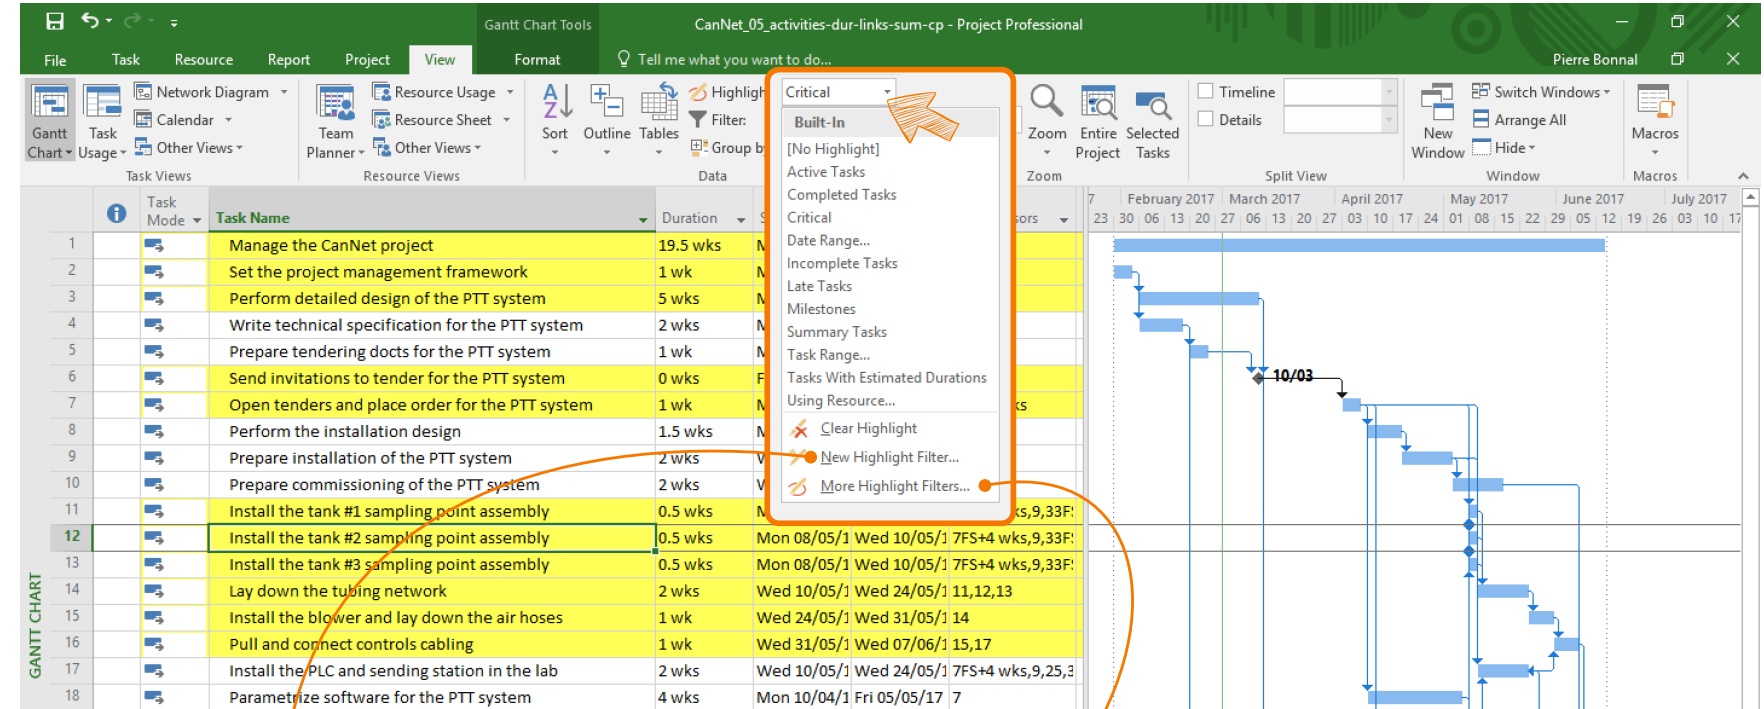 Gantt Chart Tools
CanNet_05_activities-dur-links-sum-cp - Project Professional
File Task Resource Report Project View Format Tell me what you want to do... Pierre Bonnal
Network Diagram Resource Usage Highligh Critical Timeline Switch Windows
Calendar Resource Sheet Filter: Details Arrange All
Other Views Other Views Group by Hide
Gantt Chart Task Usage Team Planner Sort Outline Tables Zoom Entire Project Selected Tasks New Window Macros
Task Views Resource Views Data Zoom Split View Window Macros
Built-In
[No Highlight]
Active Tasks
Completed Tasks
Critical
Date Range...
Incomplete Tasks
Late Tasks
Milestones
Summary Tasks
Task Range...
Tasks With Estimated Durations
Using Resource...
Clear Highlight
New Highlight Filter...
More Highlight Filters...
Task Mode Task Name Duration S sors
7 February 2017 March 2017 April 2017 May 2017 June 2017 July 2017
23 30 06 13 20 27 06 13 20 27 03 10 17 24 01 08 15 22 29 05 12 19 26 03 10 17
1 Manage the CanNet project 19.5 wks M
2 Set the project management framework 1 wk M
3 Perform detailed design of the PTT system 5 wks M
4 Write technical specification for the PTT system 2 wks M
5 Prepare tendering docts for the PTT system 1 wk M
6 Send invitations to tender for the PTT system 0 wks F 10/03
7 Open tenders and place order for the PTT system 1 wk M ks
8 Perform the installation design 1.5 wks M
9 Prepare installation of the PTT system 2 wks W
10 Prepare commissioning of the PTT system 2 wks W
11 Install the tank #1 sampling point assembly 0.5 wks M ks,9,33F
12 Install the tank #2 sampling point assembly 0.5 wks Mon 08/05/1 Wed 10/05/1 7FS+4 wks,9,33F
13 Install the tank #3 sampling point assembly 0.5 wks Mon 08/05/1 Wed 10/05/1 7FS+4 wks,9,33F
14 Lay down the tubing network 2 wks Wed 10/05/1 Wed 24/05/1 11,12,13
15 Install the blower and lay down the air hoses 1 wk Wed 24/05/1 Wed 31/05/1 14
16 Pull and connect controls cabling 1 wk Wed 31/05/1 Wed 07/06/1 15,17
17 Install the PLC and sending station in the lab 2 wks Wed 10/05/1 Wed 24/05/1 7FS+4 wks,9,25,3
18 Parametrize software for the PTT system 4 wks Mon 10/04/1 Fri 05/05/17 7
GANTT CHART